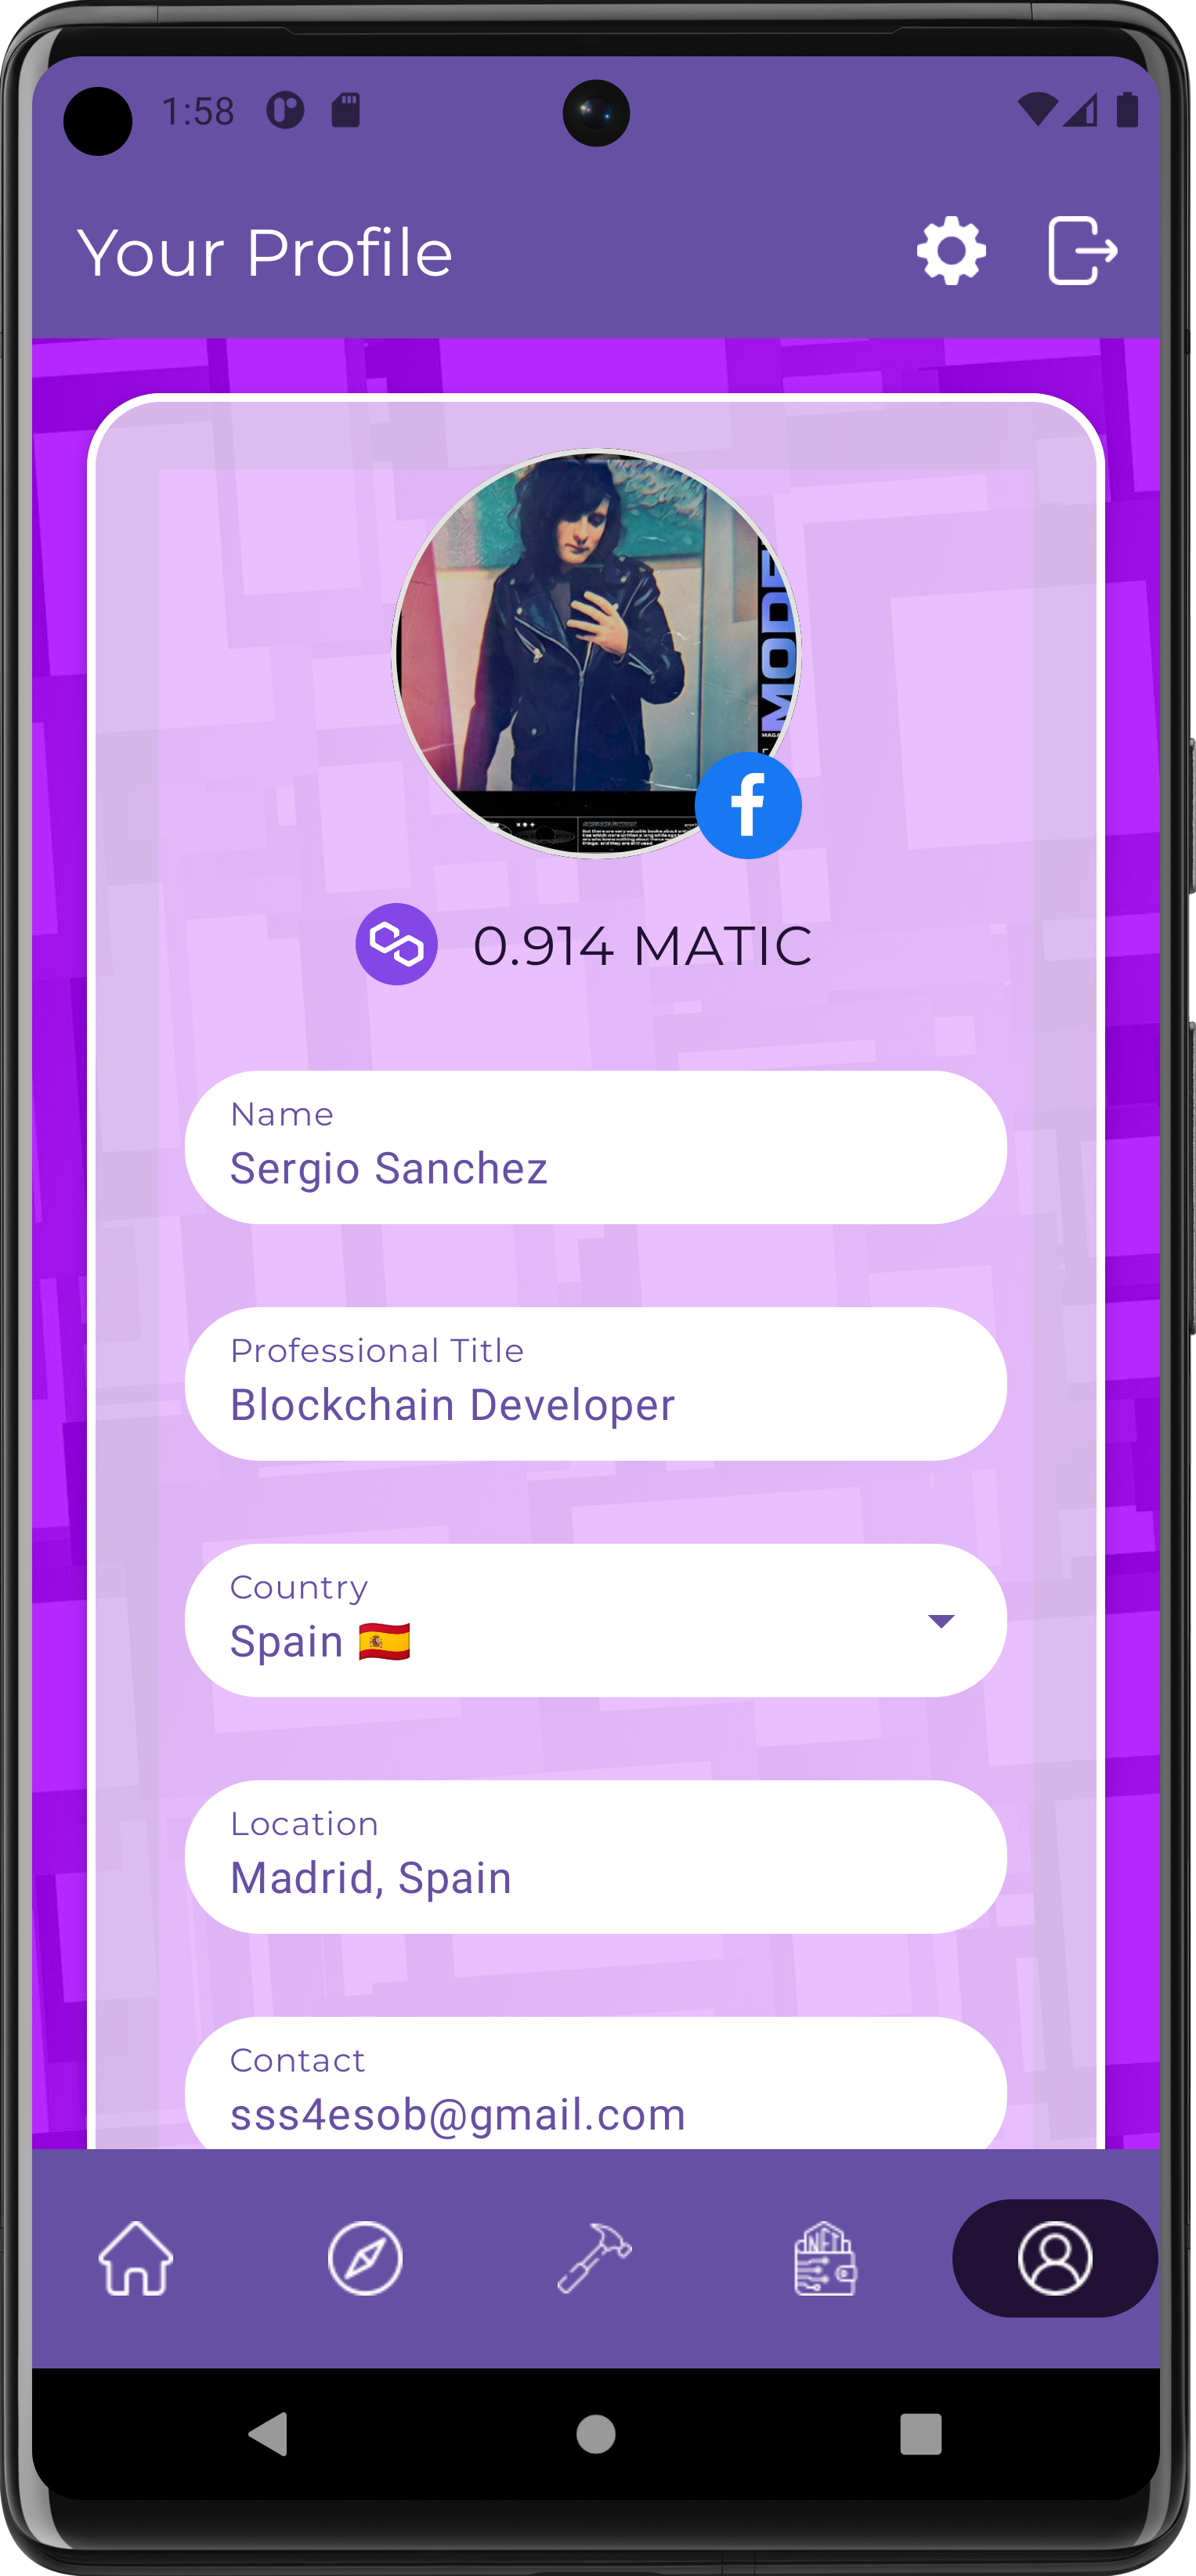 1:58
Your Profile
MODE
MAGA
0.914 MATIC
Name
Sergio Sanchez
Professional Title
Blockchain Developer
Country
Spain 🇪🇸
Location
Madrid, Spain
Contact
sss4esob@gmail.com
NFT